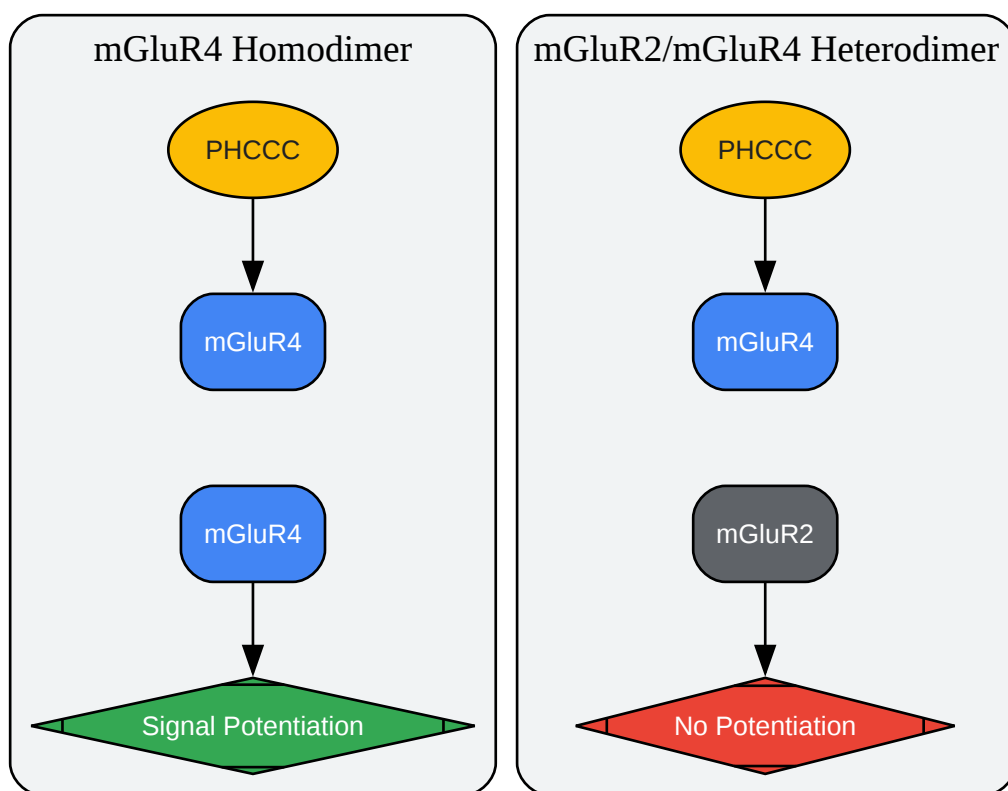 mGluR4 Homodimer
PHCCC
mGluR4
mGluR4
Signal Potentiation
mGluR2/mGluR4 Heterodimer
PHCCC
mGluR4
mGluR2
No Potentiation